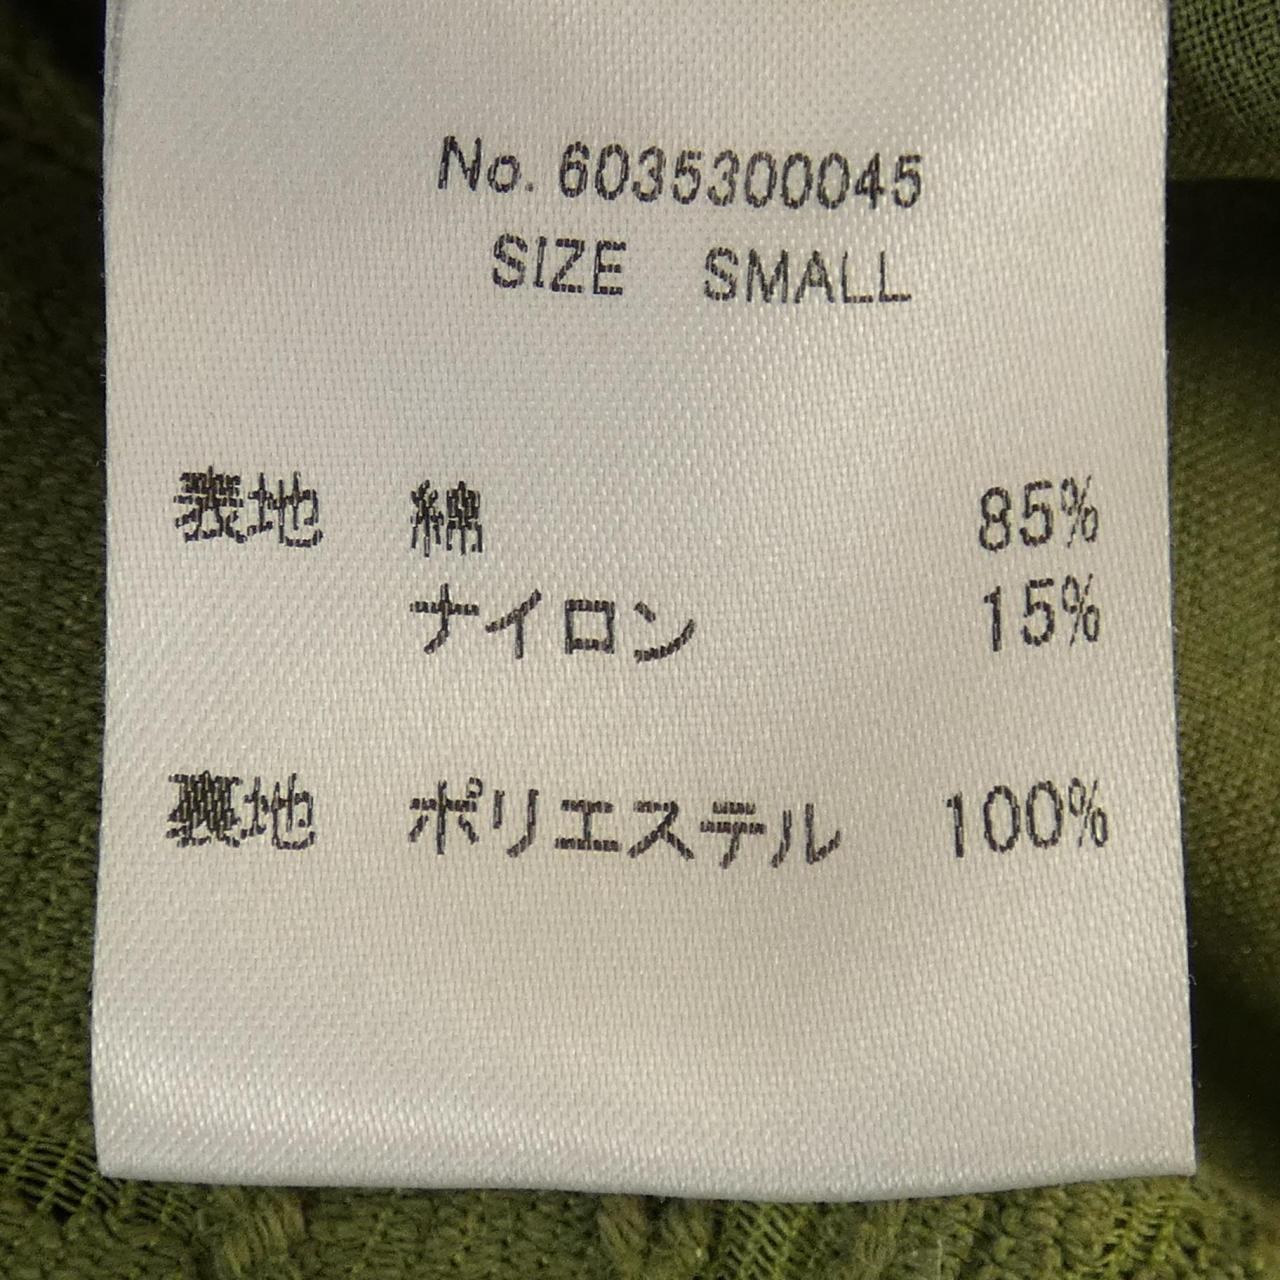 No. 6035300045
SIZE SMALL
表地 綿 85%
ナイロン 15%
裏地 ポリエステル 100%